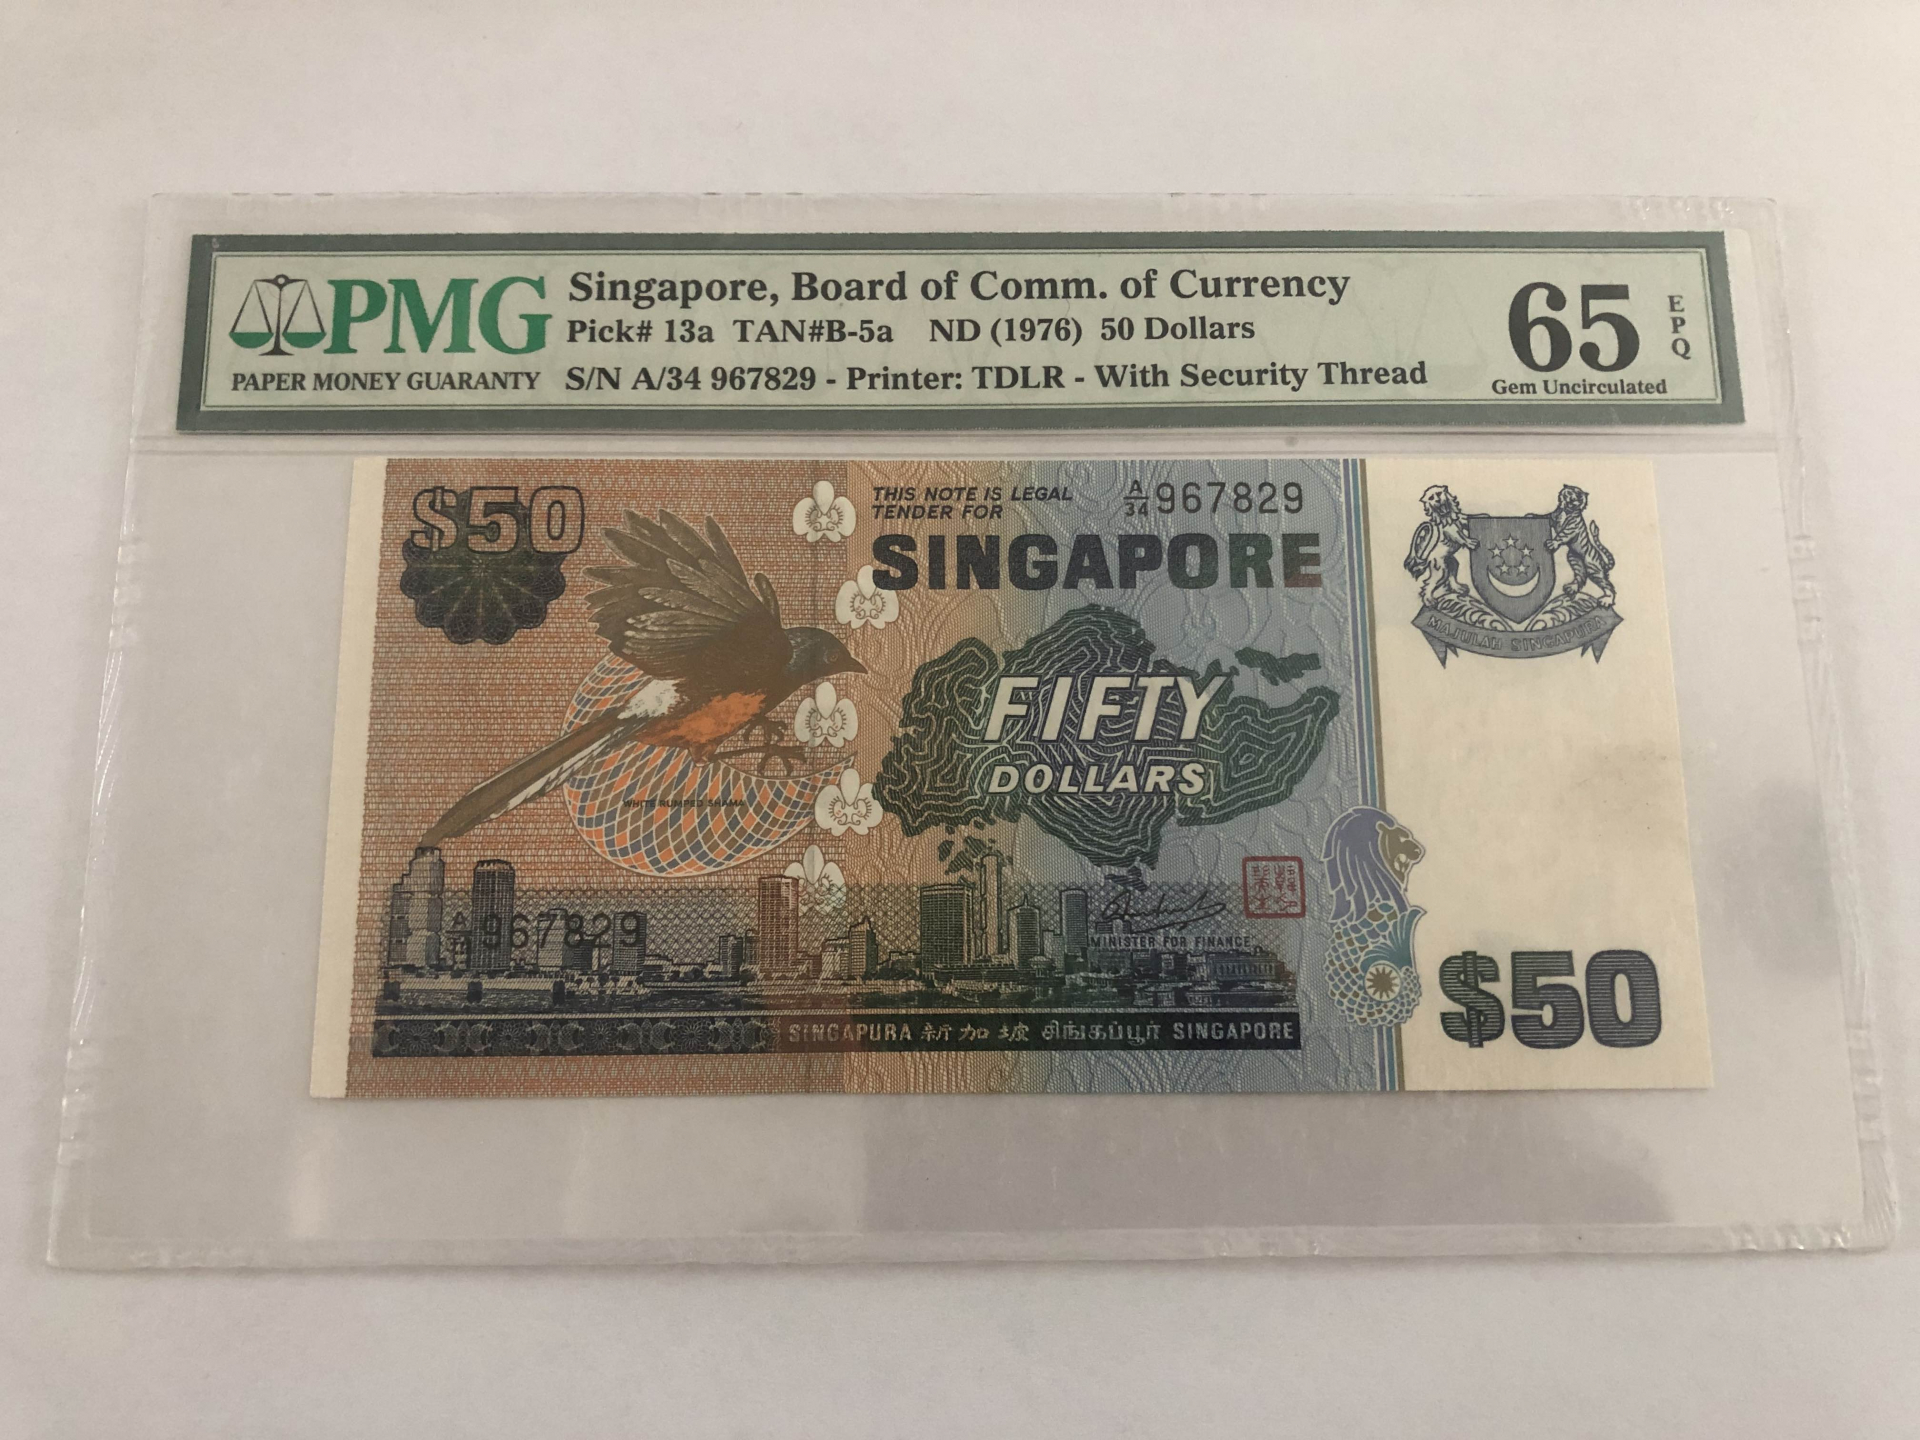 PMG
PAPER MONEY GUARANTY
Singapore, Board of Comm. of Currency
Pick# 13a TAN#B-5a ND (1976) 50 Dollars
S/N A/34 967829 - Printer: TDLR - With Security Thread
65
EPQ
Gem Uncirculated
$50
THIS NOTE IS LEGAL
TENDER FOR
A/34 967829
SINGAPORE
FIFTY
DOLLARS
MAJULAH SINGAPURA
WHITE RUMPED SHAMA
A/34 967829
MINISTER FOR FINANCE
SINGAPURA 新加坡 சிங்கப்பூர் SINGAPORE
$50